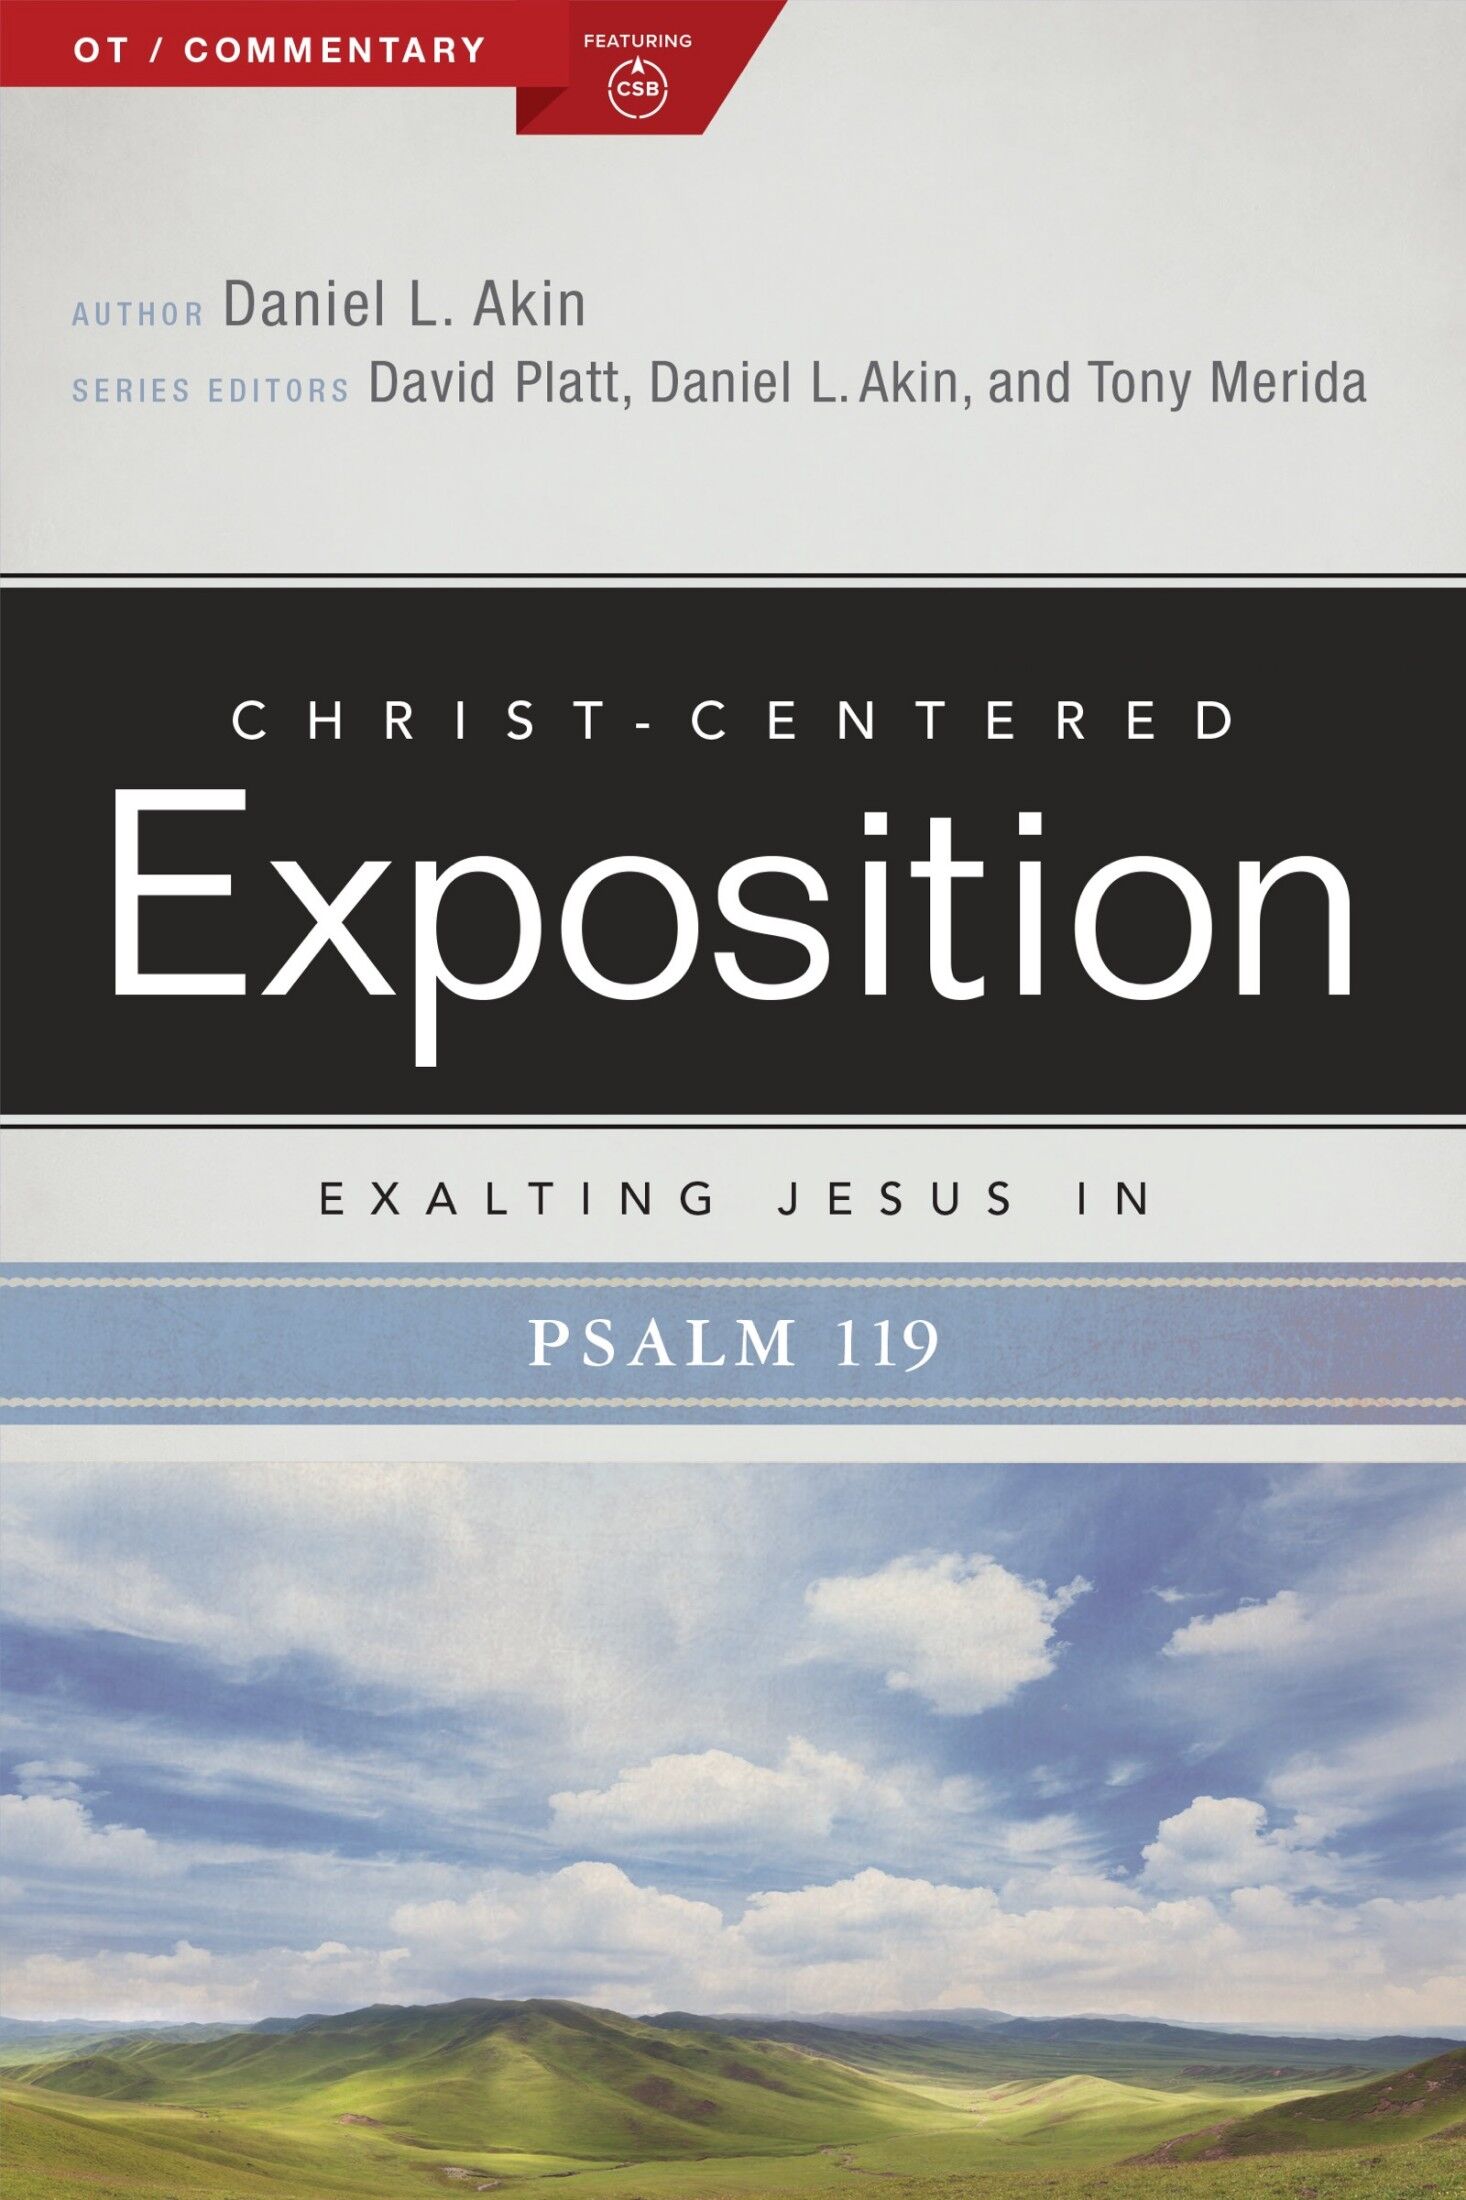 OT / COMMENTARY
FEATURING
CSB
AUTHOR Daniel L. Akin
SERIES EDITORS David Platt, Daniel L. Akin, and Tony Merida
CHRIST-CENTERED
Exposition
EXALTING JESUS IN
PSALM 119